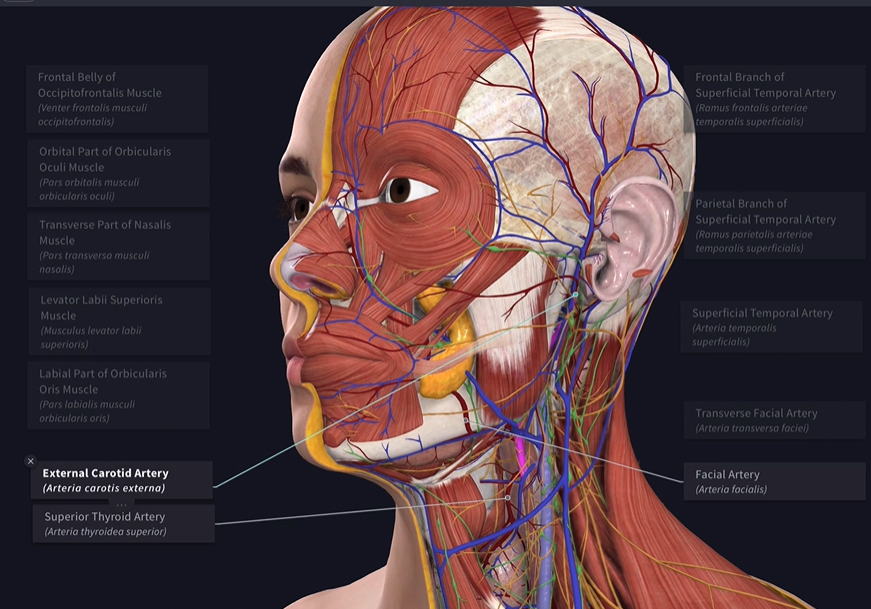 Frontal Belly of
Occipitofrontalis Muscle
(Venter frontalis musculi
occipitofrontalis)
Orbital Part of Orbicularis
Oculi Muscle
(Pars orbitalis musculi
orbicularis oculi)
Transverse Part of Nasalis
Muscle
(Pars transversa musculi
nasalis)
Levator Labii Superioris
Muscle
(Musculus levator labii
superioris)
Labial Part of Orbicularis
Oris Muscle
(Pars labialis musculi
orbicularis oris)
External Carotid Artery
(Arteria carotis externa)
Superior Thyroid Artery
(Arteria thyroidea superior)
Frontal Branch of
Superficial Temporal Artery
(Ramus frontalis arteriae
temporalis superficialis)
Parietal Branch of
Superficial Temporal Artery
(Ramus parietalis arteriae
temporalis superficialis)
Superficial Temporal Artery
(Arteria temporalis
superficialis)
Transverse Facial Artery
(Arteria transversa faciei)
Facial Artery
(Arteria facialis)